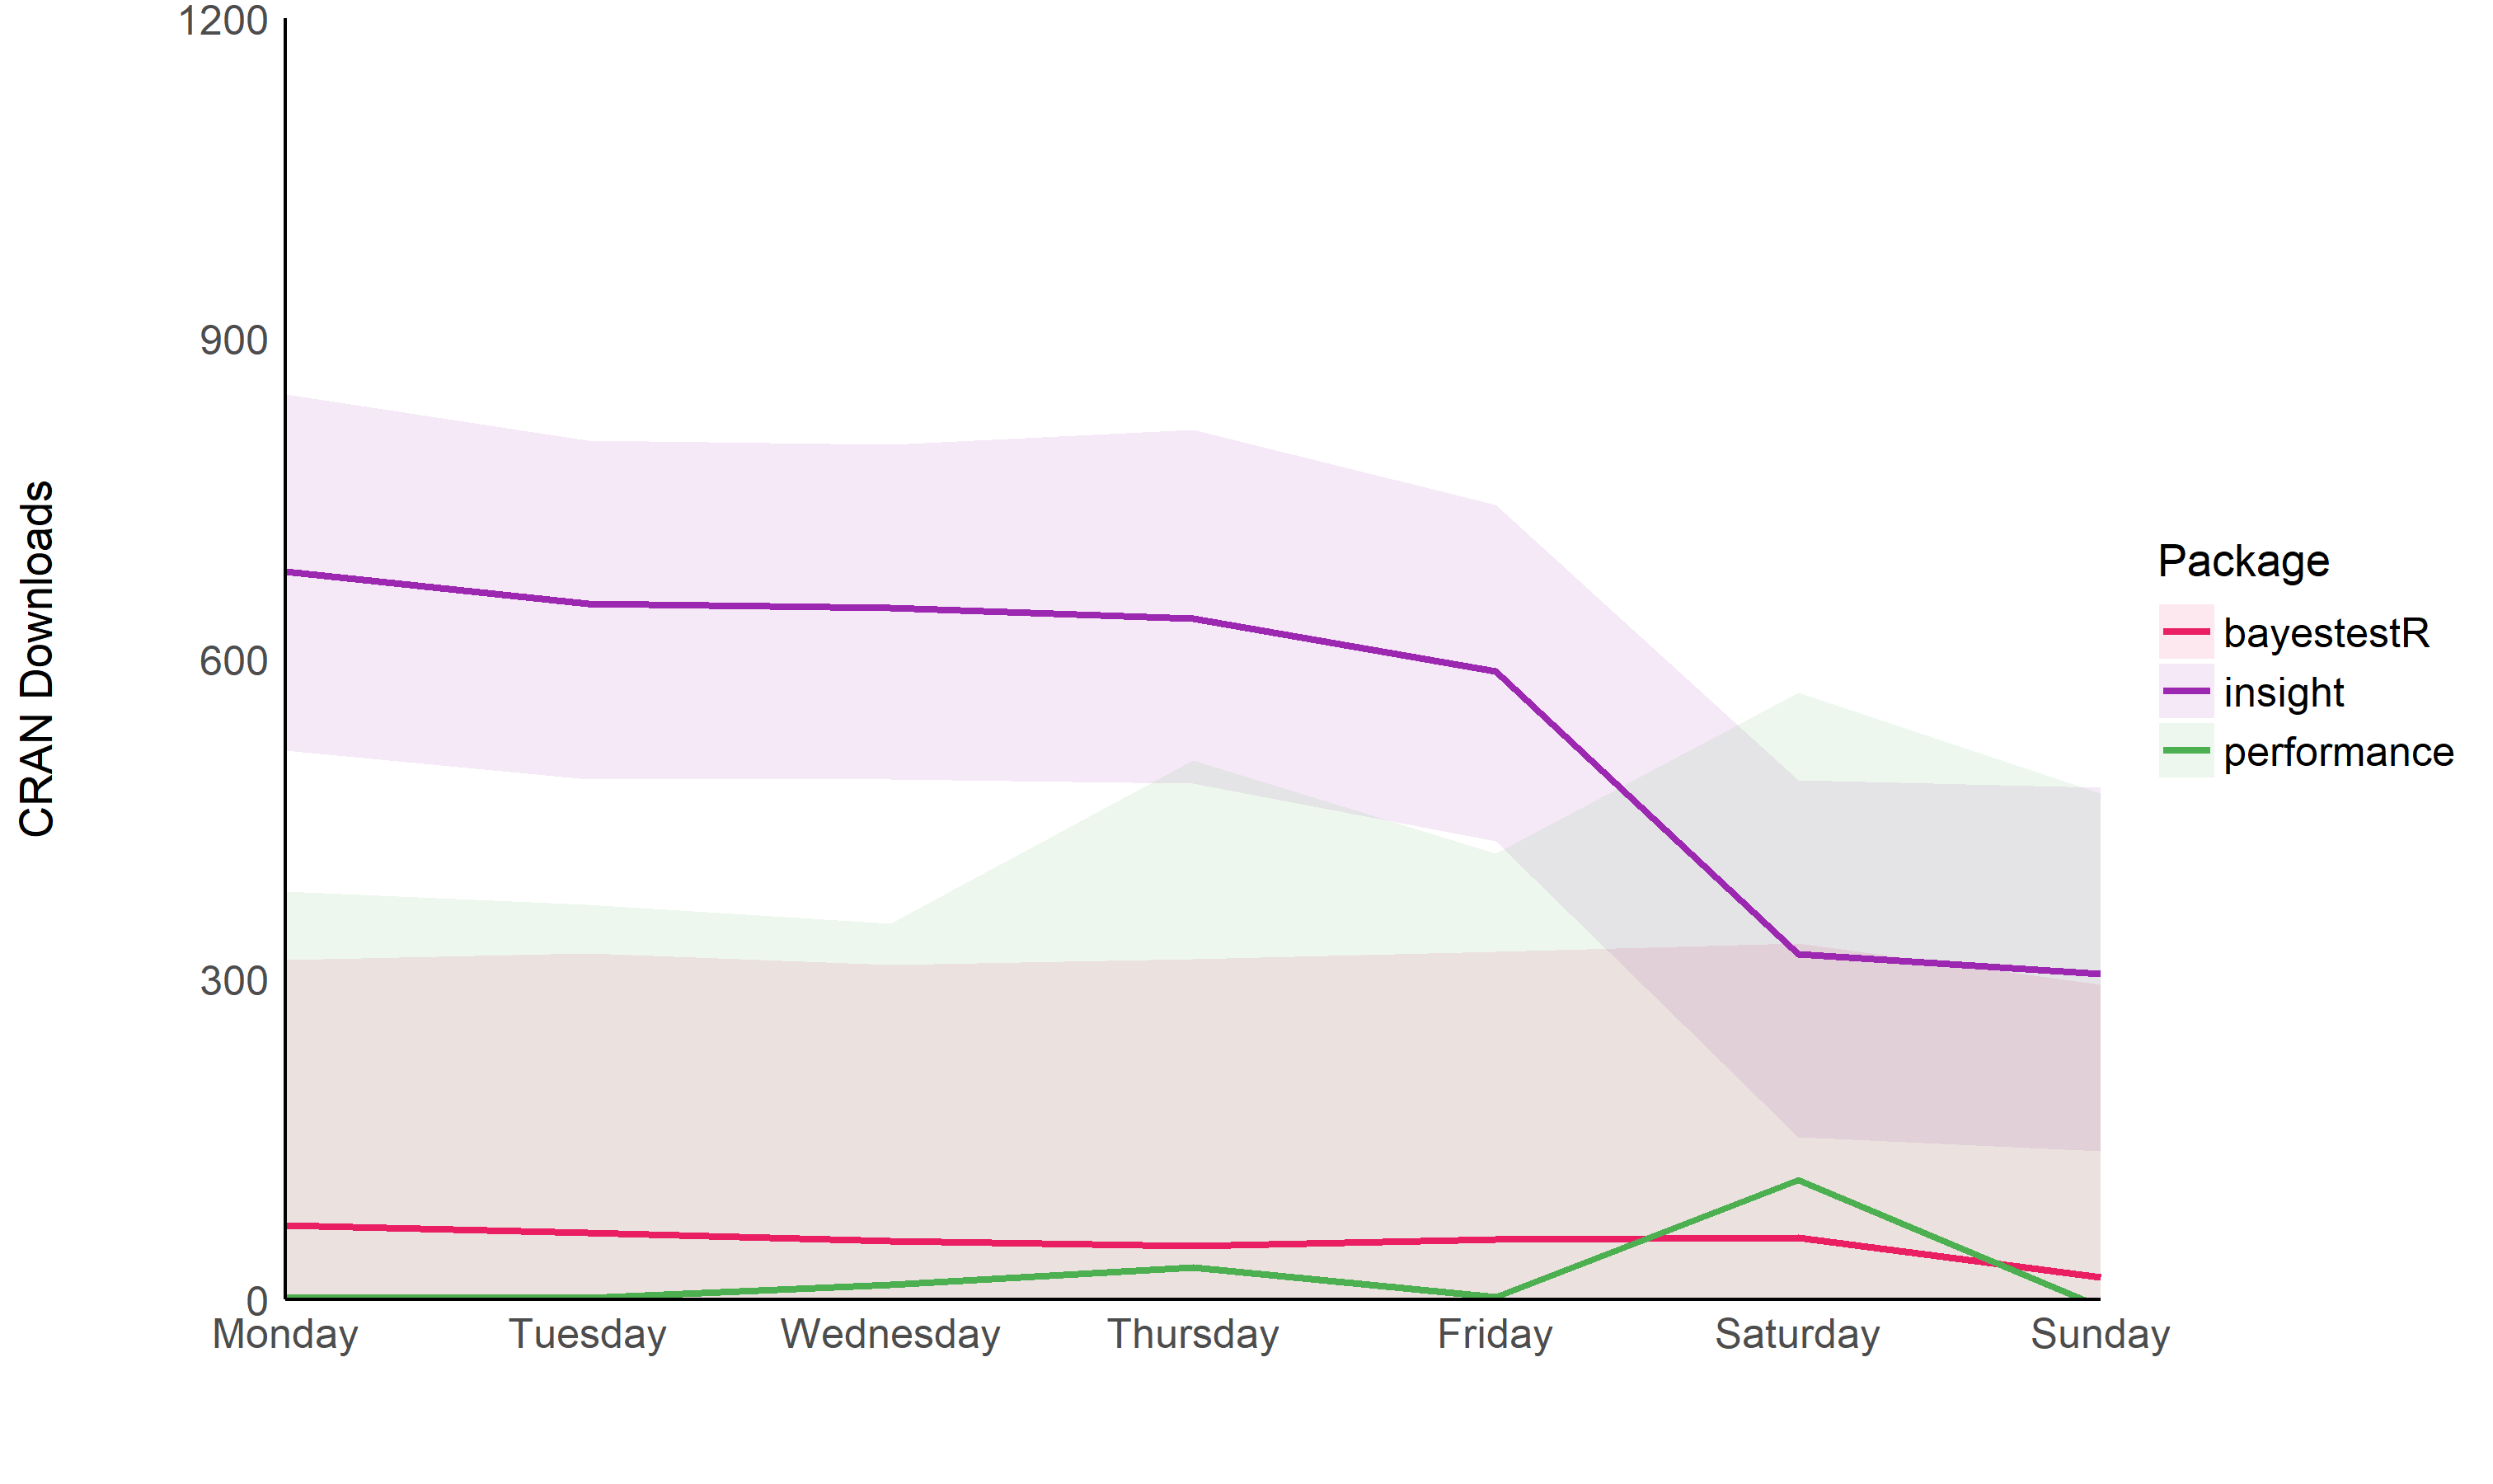 1200
900
600
300
0
CRAN Downloads
Monday Tuesday Wednesday Thursday Friday Saturday Sunday
Package
bayestestR
insight
performance